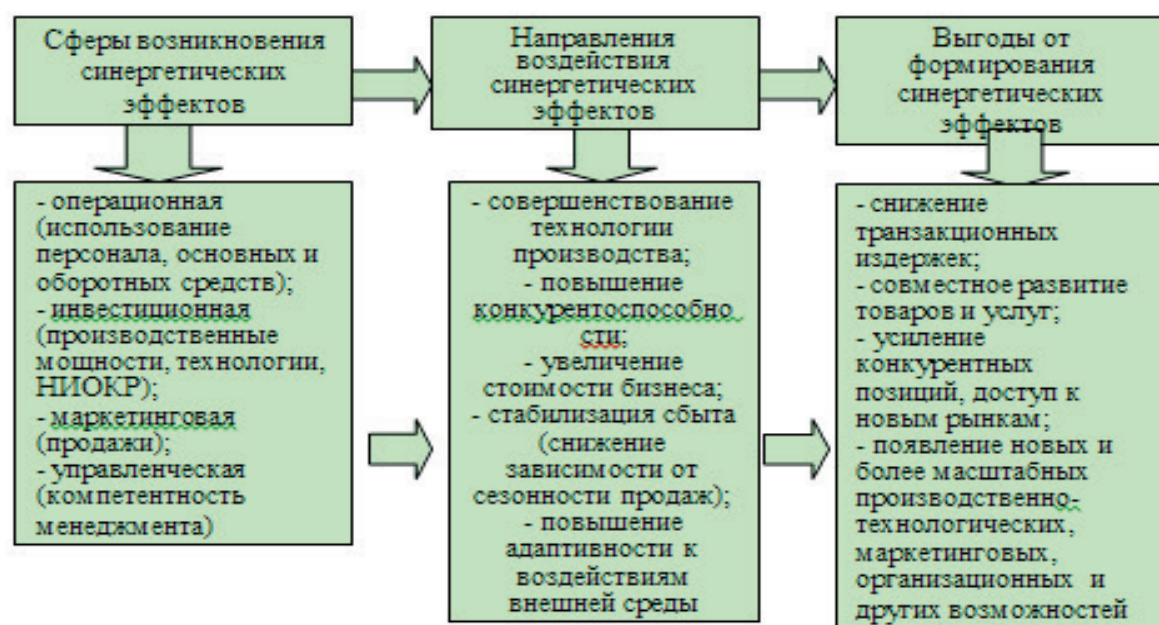 Сферы возникновения
синергетических
эффектов
Направления
воздействия
синергетических
эффектов
Выгоды от
формирования
синергетических
эффектов
- операционная
(использование
персонала, основных и
оборотных средств);
- инвестиционная
(производственные
мощности, технологии,
НИОКР);
- маркетинговая
(продажи);
- управленческая
(компетентность
менеджмента)
- совершенствование
технологии
производства;
- повышение
конкурентоспособно
сти;
- увеличение
стоимости бизнеса;
- стабилизация сбыта
(снижение
зависимости от
сезонности продаж);
- повышение
адаптивности к
воздействиям
внешней среды
- снижение
транзакционных
издержек;
- совместное развитие
товаров и услуг;
- усиление
конкурентных
позиций, доступ к
новым рынкам;
- появление новых и
более масштабных
производственно-
технологических,
маркетинговых,
организационных и
других возможностей